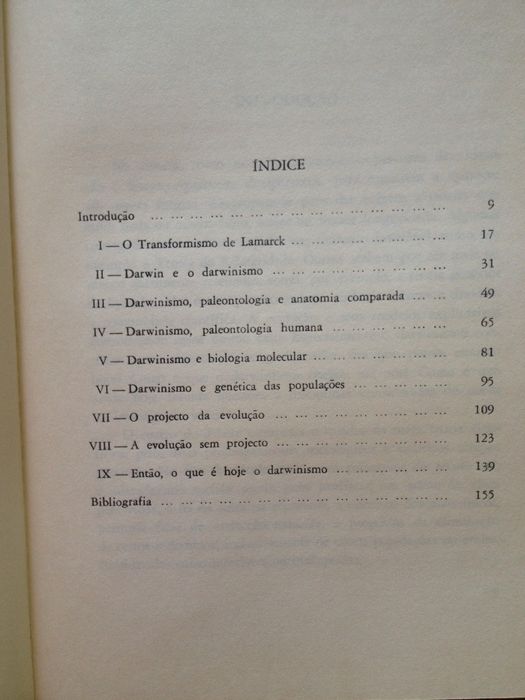 ÍNDICE
Introdução ... ... ... ... ... ... ... ... ... ... ... ... 9
I — O Transformismo de Lamarck ... ... ... ... ... ... 17
II — Darwin e o darwinismo ... ... ... ... ... ... ... 31
III — Darwinismo, paleontologia e anatomia comparada ... ... 49
IV — Darwinismo, paleontologia humana ... ... ... ... ... 65
V — Darwinismo e biologia molecular ... ... ... ... ... 81
VI — Darwinismo e genética das populações ... ... ... ... 95
VII — O projecto da evolução ... ... ... ... ... ... ... 109
VIII — A evolução sem projecto ... ... ... ... ... ... ... 123
IX — Então, o que é hoje o darwinismo ... ... ... ... ... 139
Bibliografia ... ... ... ... ... ... ... ... ... ... ... ... 155